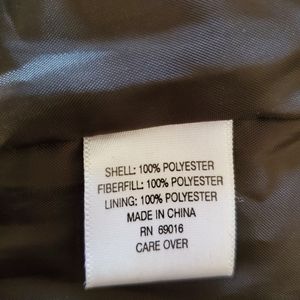 SHELL: 100% POLYESTER
FIBERFILL: 100% POLYESTER
LINING: 100% POLYESTER
MADE IN CHINA
RN 69016
CARE OVER